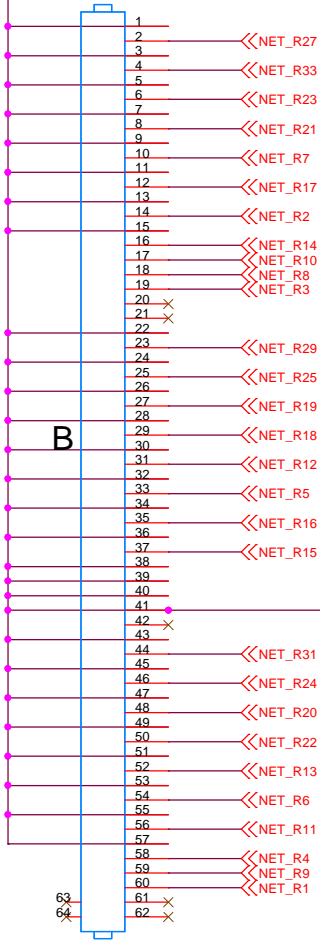 1
2 NET_R27
3
4 NET_R33
5
6 NET_R23
7
8 NET_R21
9
10 NET_R7
11
12 NET_R17
13
14 NET_R2
15
16 NET_R14
17 NET_R10
18 NET_R8
19 NET_R3
20
21
22
23 NET_R29
24
25 NET_R25
26
27 NET_R19
28
B 29 NET_R18
30
31 NET_R12
32
33 NET_R5
34
35 NET_R16
36
37 NET_R15
38
39
40
41
42
43
44 NET_R31
45
46 NET_R24
47
48 NET_R20
49
50 NET_R22
51
52 NET_R13
53
54 NET_R6
55
56 NET_R11
57
58 NET_R4
59 NET_R9
60 NET_R1
63 61
64 62